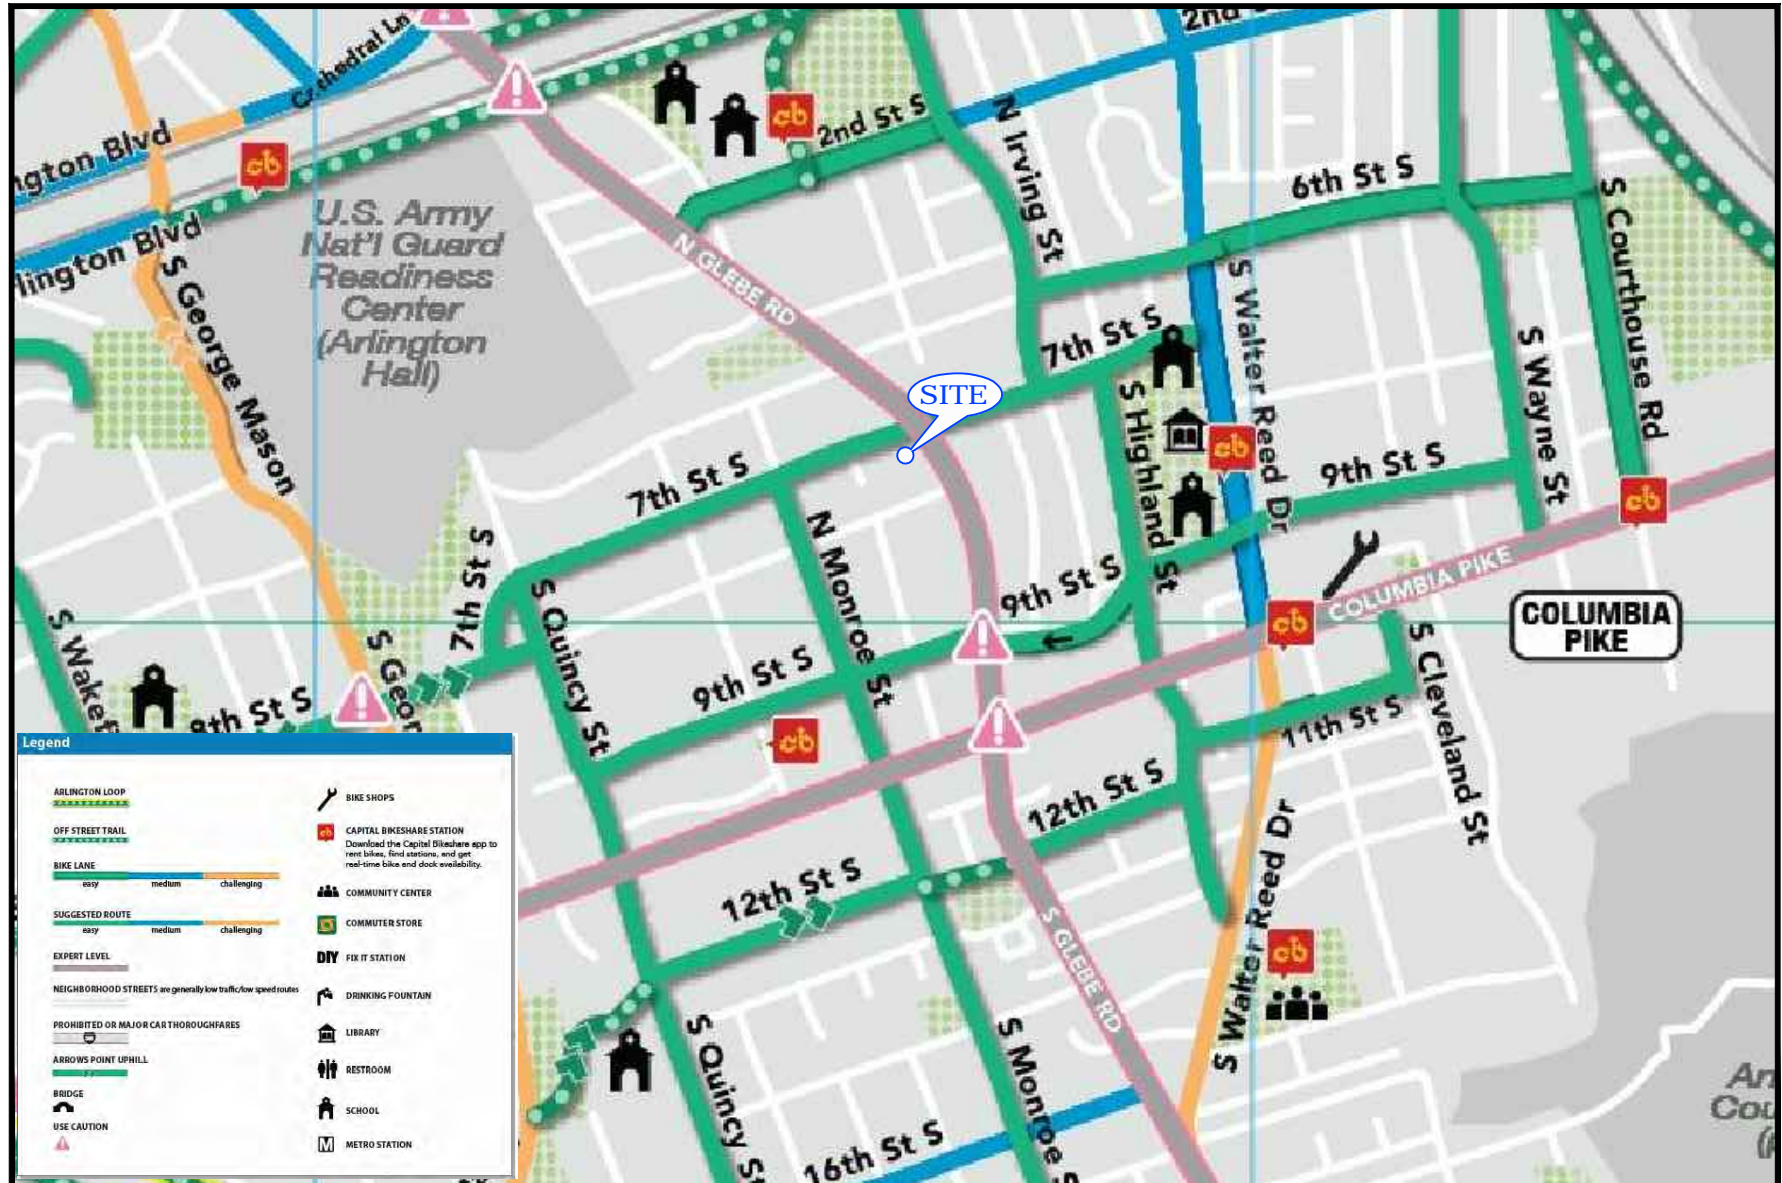 Cathedral Ln
2nd
ngton Blvd
2nd St S
N Irving St
6th St S
U.S. Army
Nat'l Guard
Readiness
Center
(Arlington
Hall)
lington Blvd
S George Mason
N GLEBE RD
S Courthouse Rd
S Walter Reed Dr
7th St S
SITE
S Highland St
S Wayne St
9th St S
7th St S
N Monroe St
7th St S
S Quincy St
9th St S
COLUMBIA PIKE
COLUMBIA
PIKE
S Wakef
S Geor
8th St S
9th St S
S Cleveland St
11th St S
12th St S
12th St S
S GLEBE RD
S Walter Reed Dr
S Quincy St
S Monroe S
16th St S
An
Cou
Legend
ARLINGTON LOOP
OFF STREET TRAIL
BIKE LANE
easy medium challenging
SUGGESTED ROUTE
easy medium challenging
EXPERT LEVEL
NEIGHBORHOOD STREETS are generally low traffic/low speed routes
PROHIBITED OR MAJOR CAR THOROUGHFARES
ARROWS POINT UPHILL
BRIDGE
USE CAUTION
BIKE SHOPS
cb CAPITAL BIKESHARE STATION
Download the Capital Bikeshare app to
rent bikes, find stations, and get
real-time bike and dock availability.
COMMUNITY CENTER
COMMUTER STORE
DIY FIX IT STATION
DRINKING FOUNTAIN
LIBRARY
RESTROOM
SCHOOL
M METRO STATION